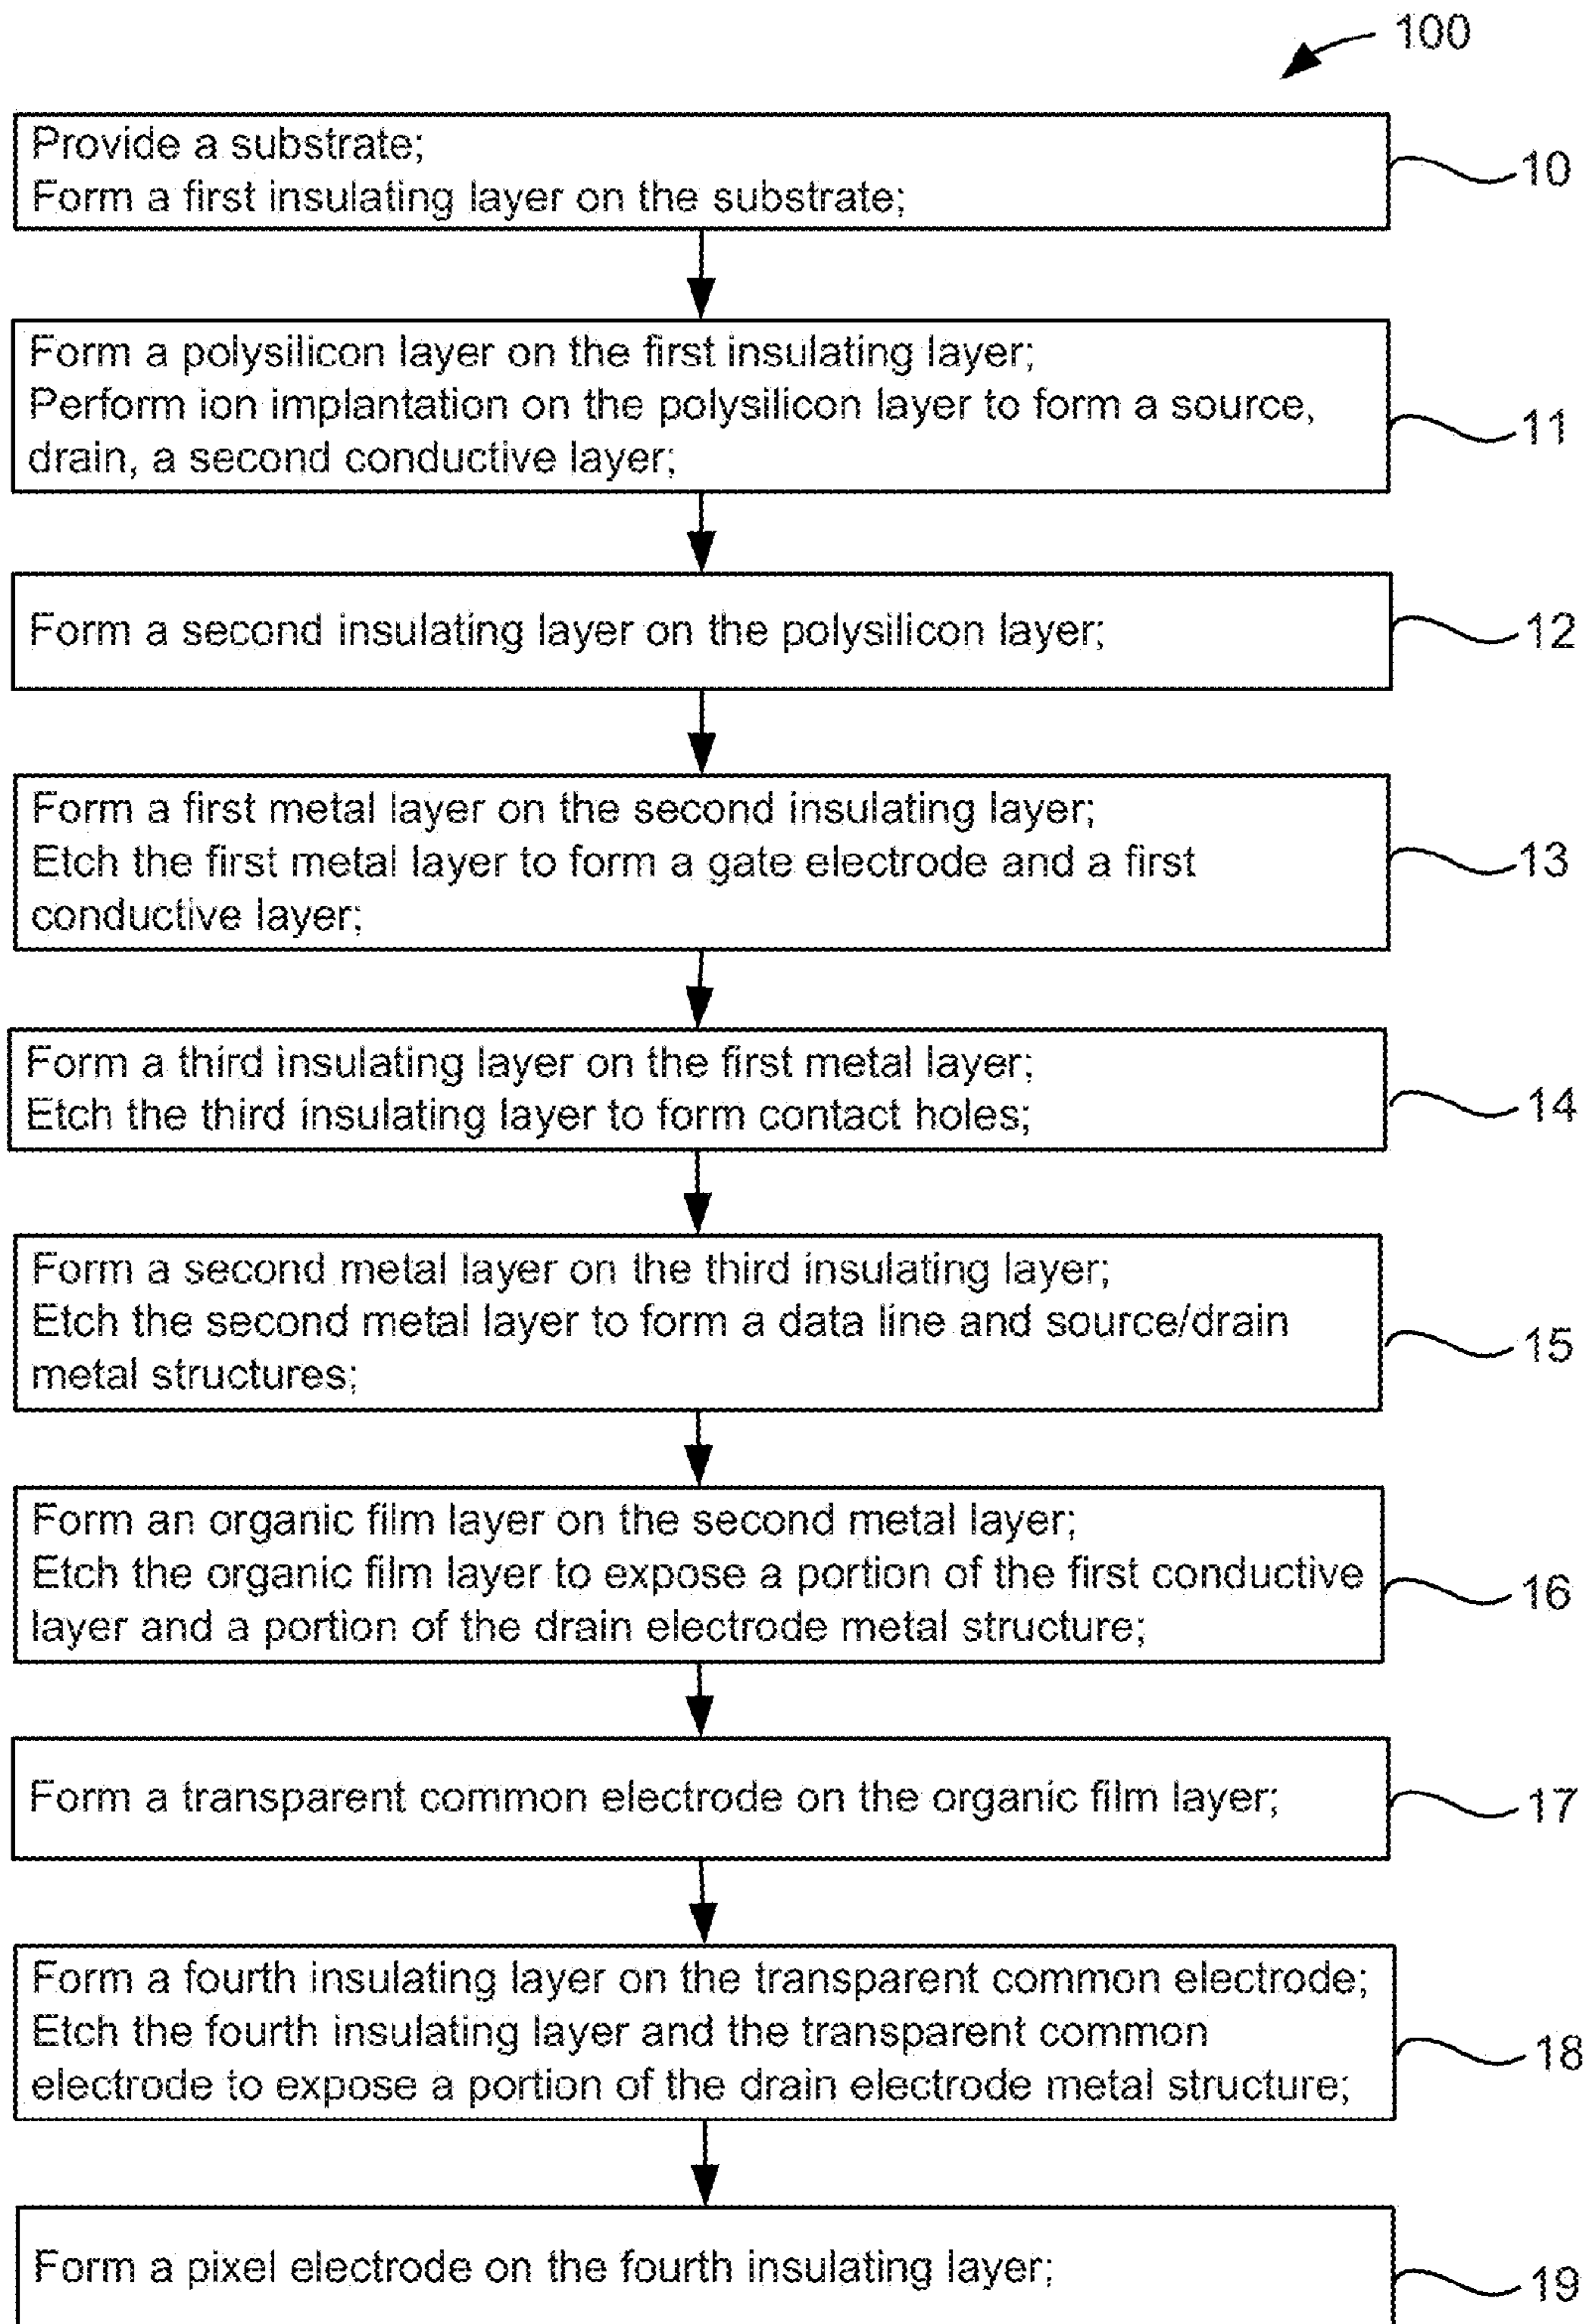 100
Provide a substrate;
Form a first insulating layer on the substrate;
10
Form a polysilicon layer on the first insulating layer;
Perform ion implantation on the polysilicon layer to form a source,
drain, a second conductive layer;
11
Form a second insulating layer on the polysilicon layer;
12
Form a first metal layer on the second insulating layer;
Etch the first metal layer to form a gate electrode and a first
conductive layer;
13
Form a third insulating layer on the first metal layer;
Etch the third insulating layer to form contact holes;
14
Form a second metal layer on the third insulating layer;
Etch the second metal layer to form a data line and source/drain
metal structures;
15
Form an organic film layer on the second metal layer;
Etch the organic film layer to expose a portion of the first conductive
layer and a portion of the drain electrode metal structure;
16
Form a transparent common electrode on the organic film layer;
17
Form a fourth insulating layer on the transparent common electrode;
Etch the fourth insulating layer and the transparent common
electrode to expose a portion of the drain electrode metal structure;
18
Form a pixel electrode on the fourth insulating layer;
19